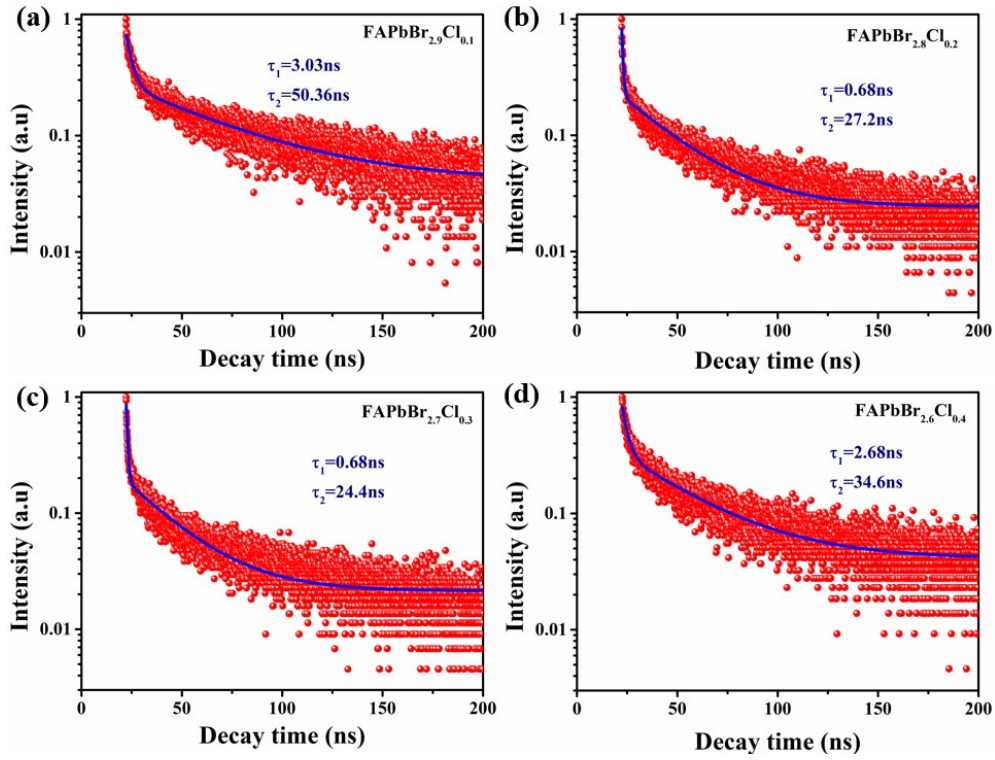 (a)
FAPbBr₂.₉Cl₀.₁
τ₁=3.03ns
τ₂=50.36ns
Intensity (a.u)
1
0.1
0.01
0 50 100 150 200
Decay time (ns)
(b)
FAPbBr₂.₈Cl₀.₂
τ₁=0.68ns
τ₂=27.2ns
Intensity (a.u)
1
0.1
0.01
0 50 100 150 200
Decay time (ns)
(c)
FAPbBr₂.₇Cl₀.₃
τ₁=0.68ns
τ₂=24.4ns
Intensity (a.u)
1
0.1
0.01
0 50 100 150 200
Decay time (ns)
(d)
FAPbBr₂.₆Cl₀.₄
τ₁=2.68ns
τ₂=34.6ns
Intensity (a.u)
1
0.1
0.01
0 50 100 150 200
Decay time (ns)